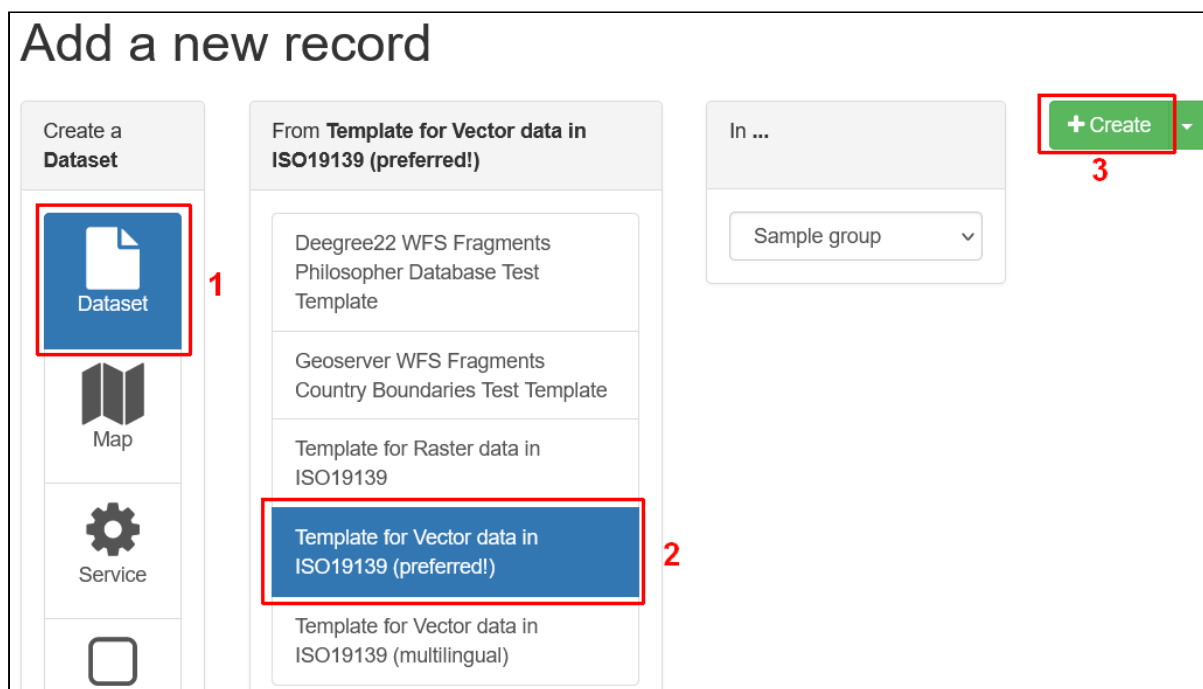 Add a new record
Create a
Dataset
Dataset
1
Map
Service
From Template for Vector data in
ISO19139 (preferred!)
Deegree22 WFS Fragments
Philosopher Database Test
Template
Geoserver WFS Fragments
Country Boundaries Test Template
Template for Raster data in
ISO19139
Template for Vector data in
ISO19139 (preferred!)
2
Template for Vector data in
ISO19139 (multilingual)
In ...
Sample group
+ Create
3